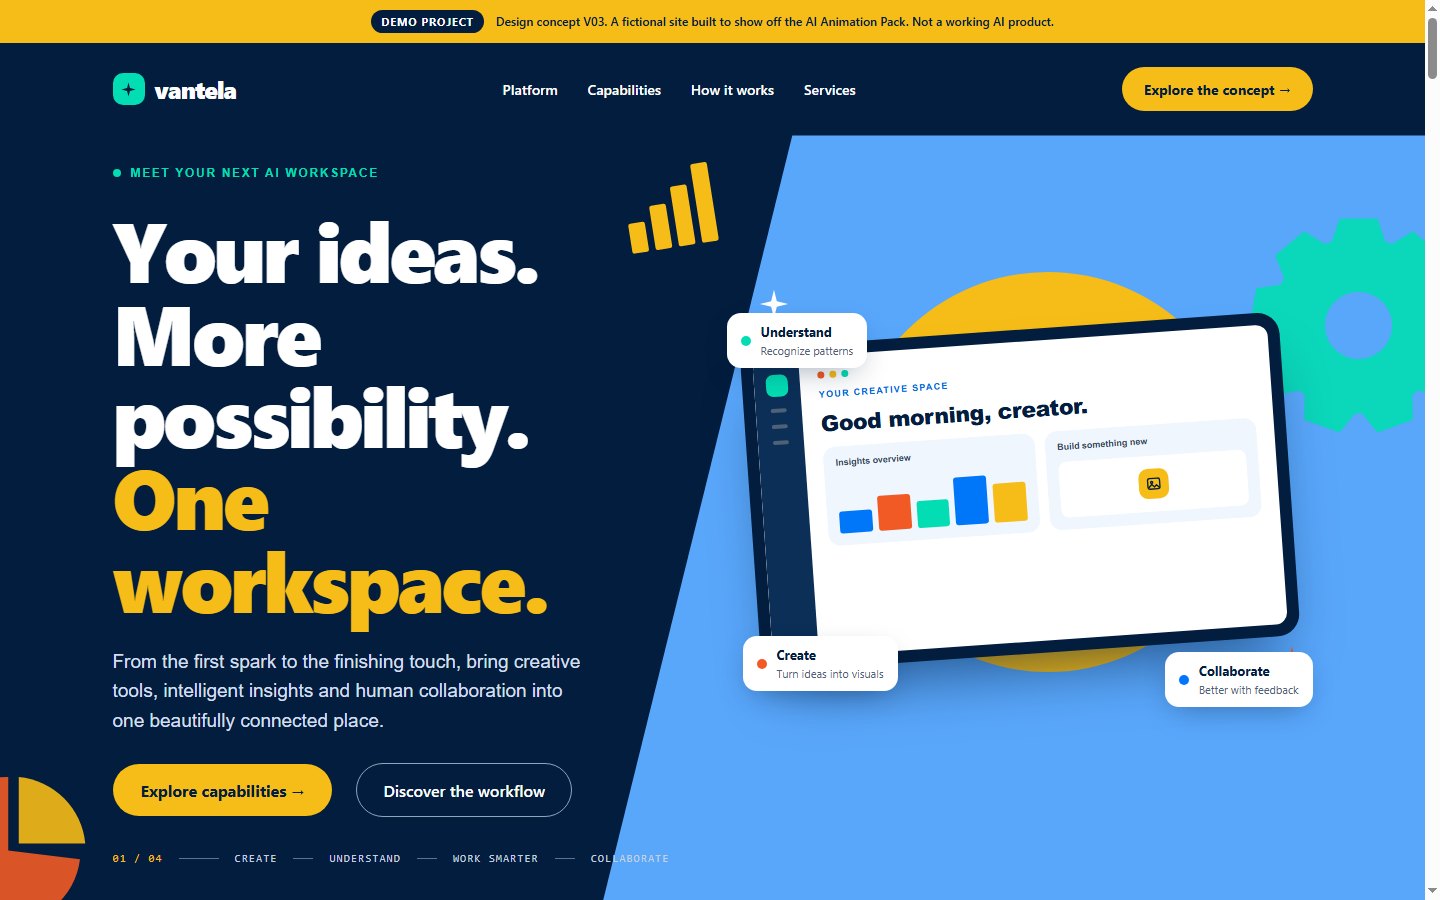 DEMO PROJECT Design concept V03. A fictional site built to show off the AI Animation Pack. Not a working AI product.
vantela
Platform Capabilities How it works Services
Explore the concept →
MEET YOUR NEXT AI WORKSPACE
Your ideas.
More
possibility.
One
workspace.
From the first spark to the finishing touch, bring creative
tools, intelligent insights and human collaboration into
one beautifully connected place.
Explore capabilities →
Discover the workflow
01 / 04 CREATE UNDERSTAND WORK SMARTER COLLABORATE
Understand
Recognize patterns
YOUR CREATIVE SPACE
Good morning, creator.
Insights overview
Build something new
Create
Turn ideas into visuals
Collaborate
Better with feedback